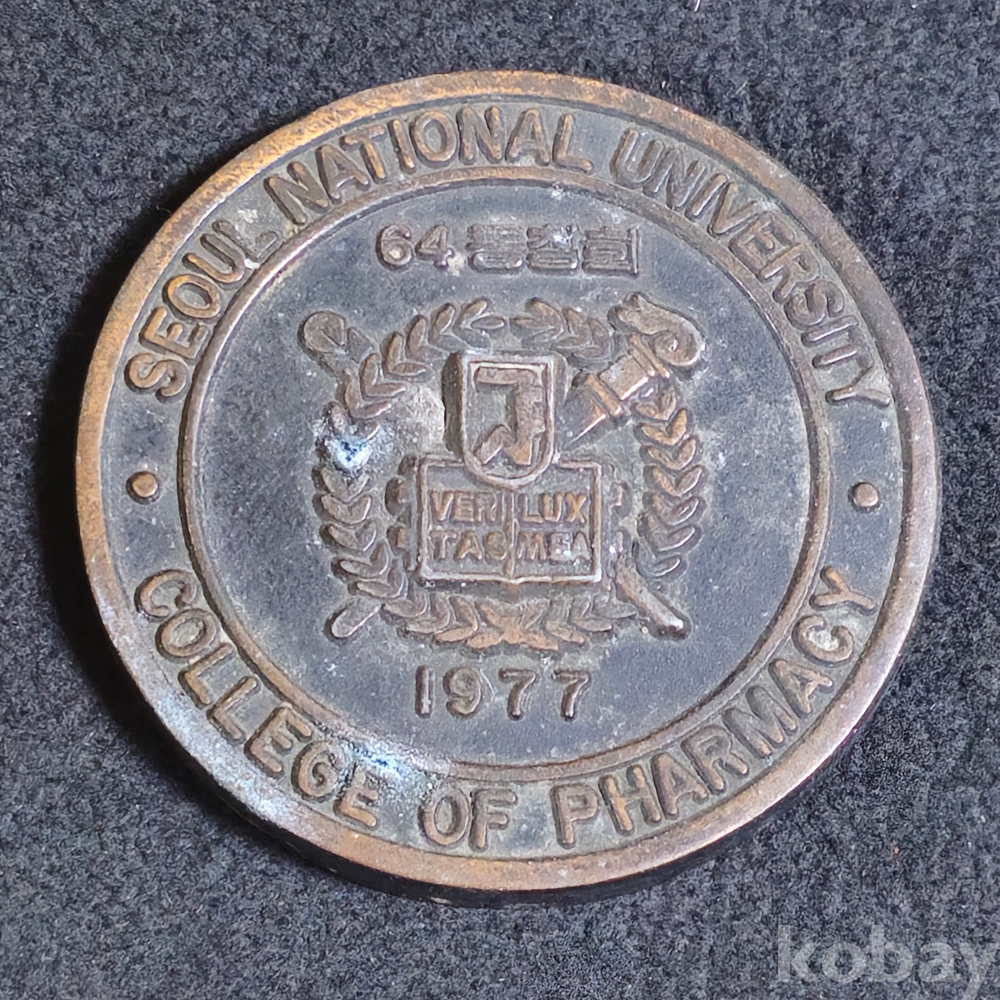 SEOUL NATIONAL UNIVERSITY
64 동창회
VERI LUX
TAS MEA
1977
COLLEGE OF PHARMACY
kobay